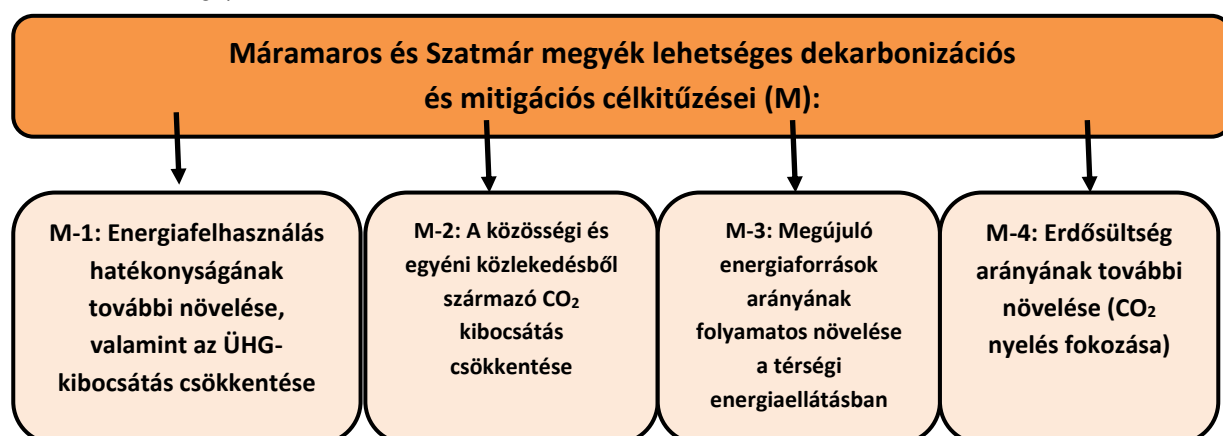 Máramaros és Szatmár megyék lehetséges dekarbonizációs
és mitigációs célkitűzései (M):
M-1: Energiafelhasználás
hatékonyságának
további növelése,
valamint az ÜHG-
kibocsátás csökkentése
M-2: A közösségi és
egyéni közlekedésből
származó CO₂
kibocsátás
csökkentése
M-3: Megújuló
energiaforrások
arányának
folyamatos növelése
a térségi
energiaellátásban
M-4: Erdősültség
arányának további
növelése (CO₂
nyelés fokozása)